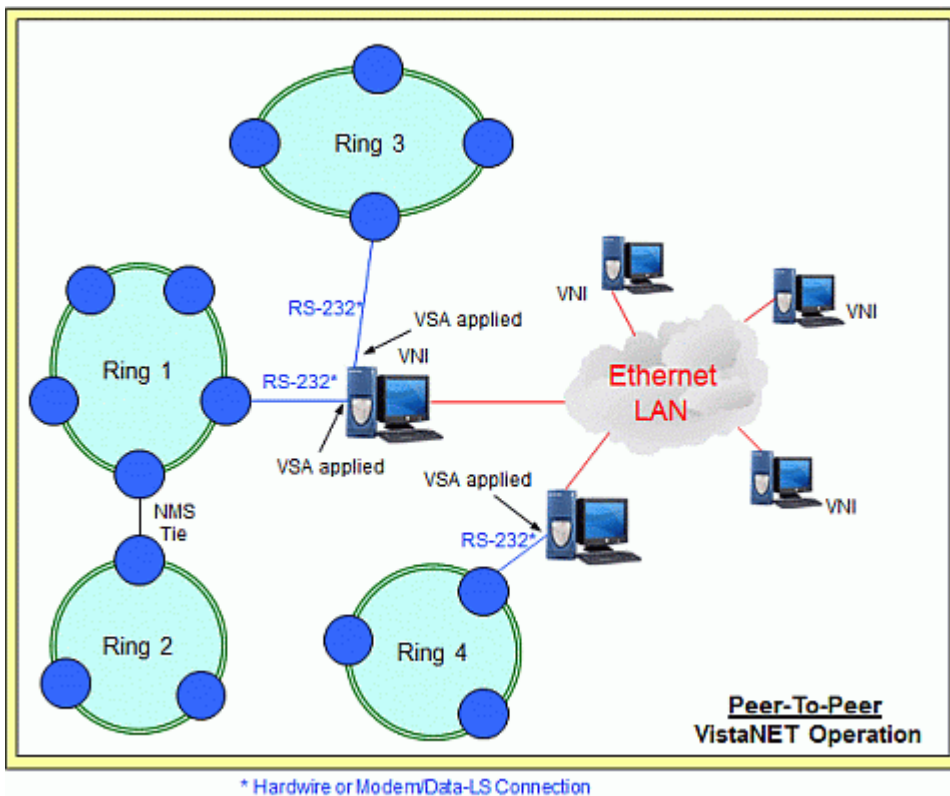 Ring 3
VNI
VNI
RS-232*
VSA applied
VNI
Ring 1
RS-232*
Ethernet
LAN
VSA applied
VSA applied
VNI
NMS
Tie
RS-232*
Ring 2
Ring 4
Peer-To-Peer
VistaNET Operation
* Hardwire or Modem/Data-LS Connection